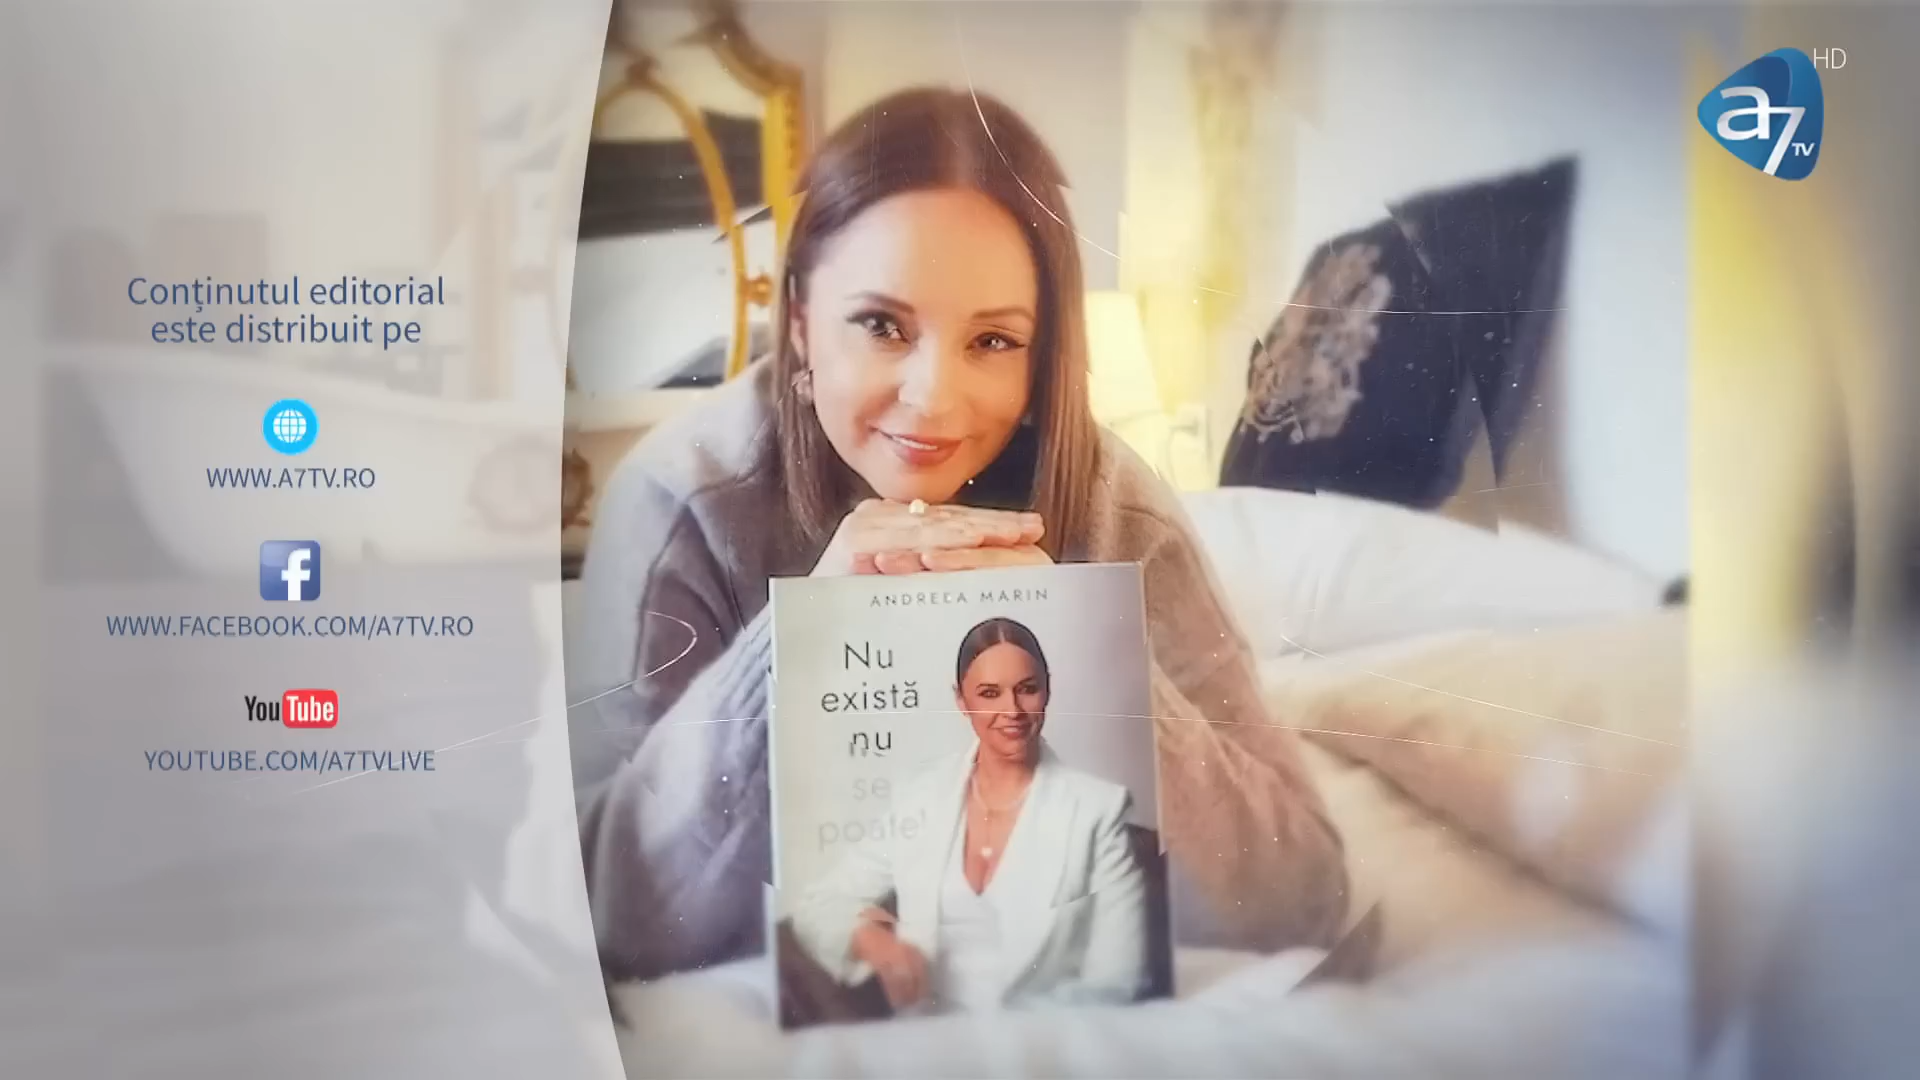 Conținutul editorial
este distribuit pe
WWW.A7TV.RO
f
WWW.FACEBOOK.COM/A7TV.RO
YouTube
YOUTUBE.COM/A7TVLIVE
HD
a7
TV
ANDREEA MARIN
Nu
există
nu
se
poate!